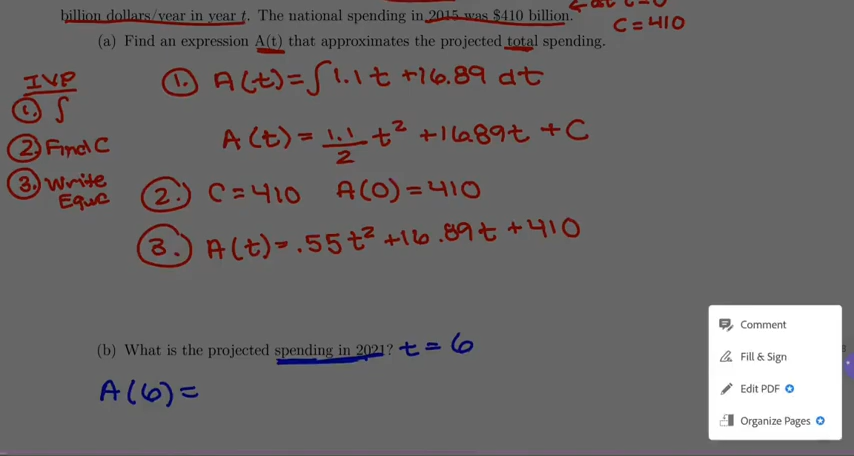 billion dollars/year in year t. The national spending in 2015 was $410 billion. ← at t=0
C = 410
(a) Find an expression A(t) that approximates the projected total spending.
IVP
1. ∫
2. Find C
3. Write Equa
1. A(t) = ∫ 1.1t + 16.89 dt
A(t) = 1.1/2 t² + 16.89t + C
2. C = 410 A(0) = 410
3. A(t) = .55t² + 16.89t + 410
(b) What is the projected spending in 2021? t = 6
A(6) =
Comment
Fill & Sign
Edit PDF
Organize Pages